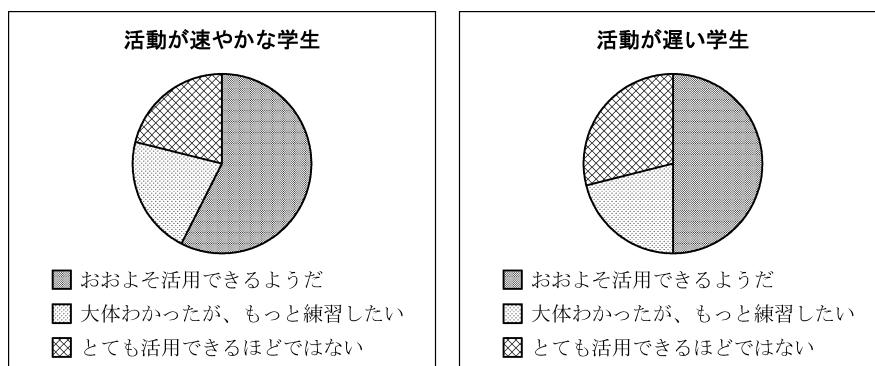 活動が速やかな学生
おおよそ活用できるようだ
大体わかったが、もっと練習したい
とても活用できるほどではない
活動が遅い学生
おおよそ活用できるようだ
大体わかったが、もっと練習したい
とても活用できるほどではない